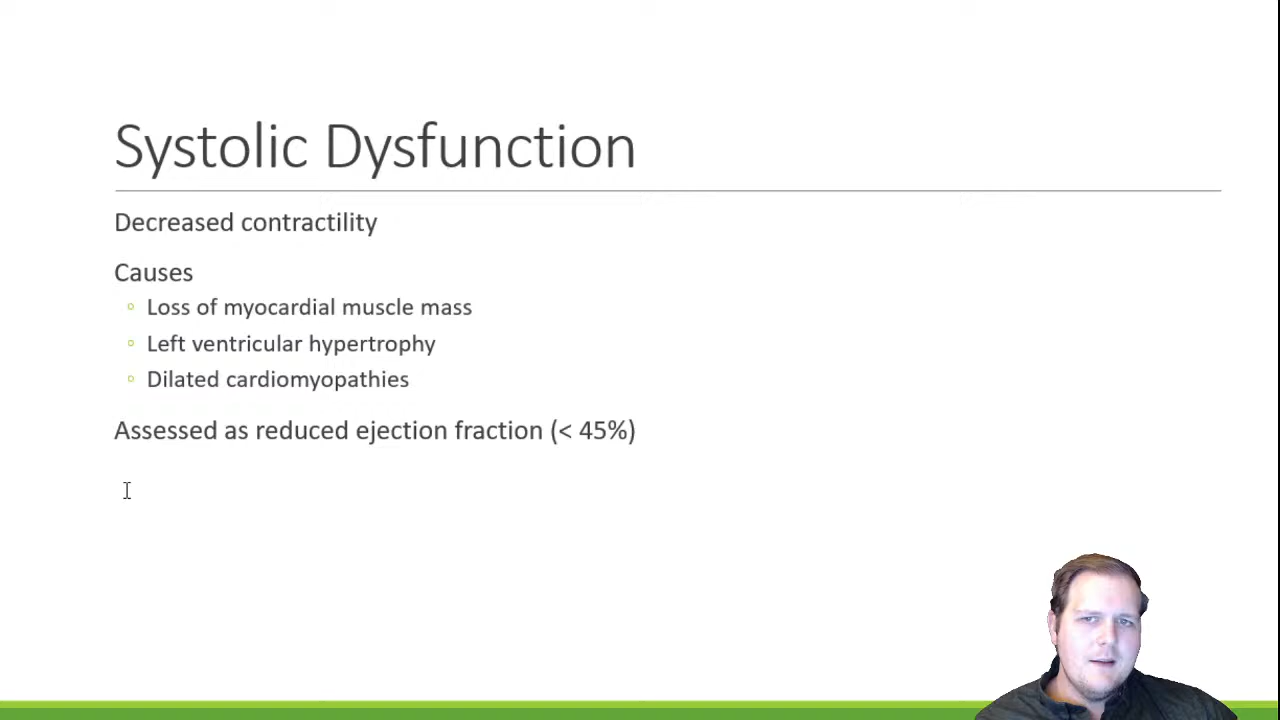 Systolic Dysfunction
Decreased contractility
Causes
Loss of myocardial muscle mass
Left ventricular hypertrophy
Dilated cardiomyopathies
Assessed as reduced ejection fraction (< 45%)